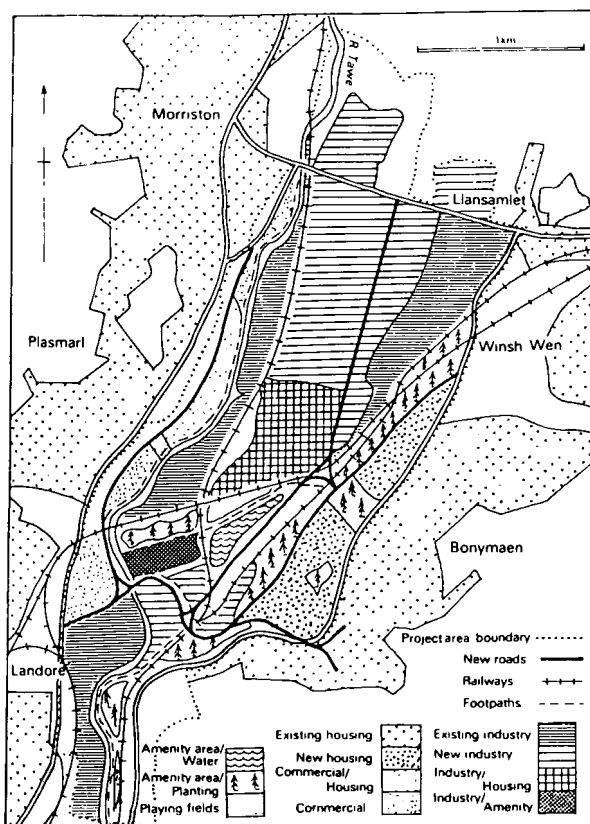 1km
R. Tawe
Morriston
Llansamlet
Plasmarl
Winsh Wen
Bonymaen
Landore
Project area boundary
New roads
Railways
Footpaths
Amenity area/
Water
Amenity area/
Planting
Playing fields
Existing housing
New housing
Commercial/
Housing
Commercial
Existing industry
New industry
Industry/
Housing
Industry/
Amenity